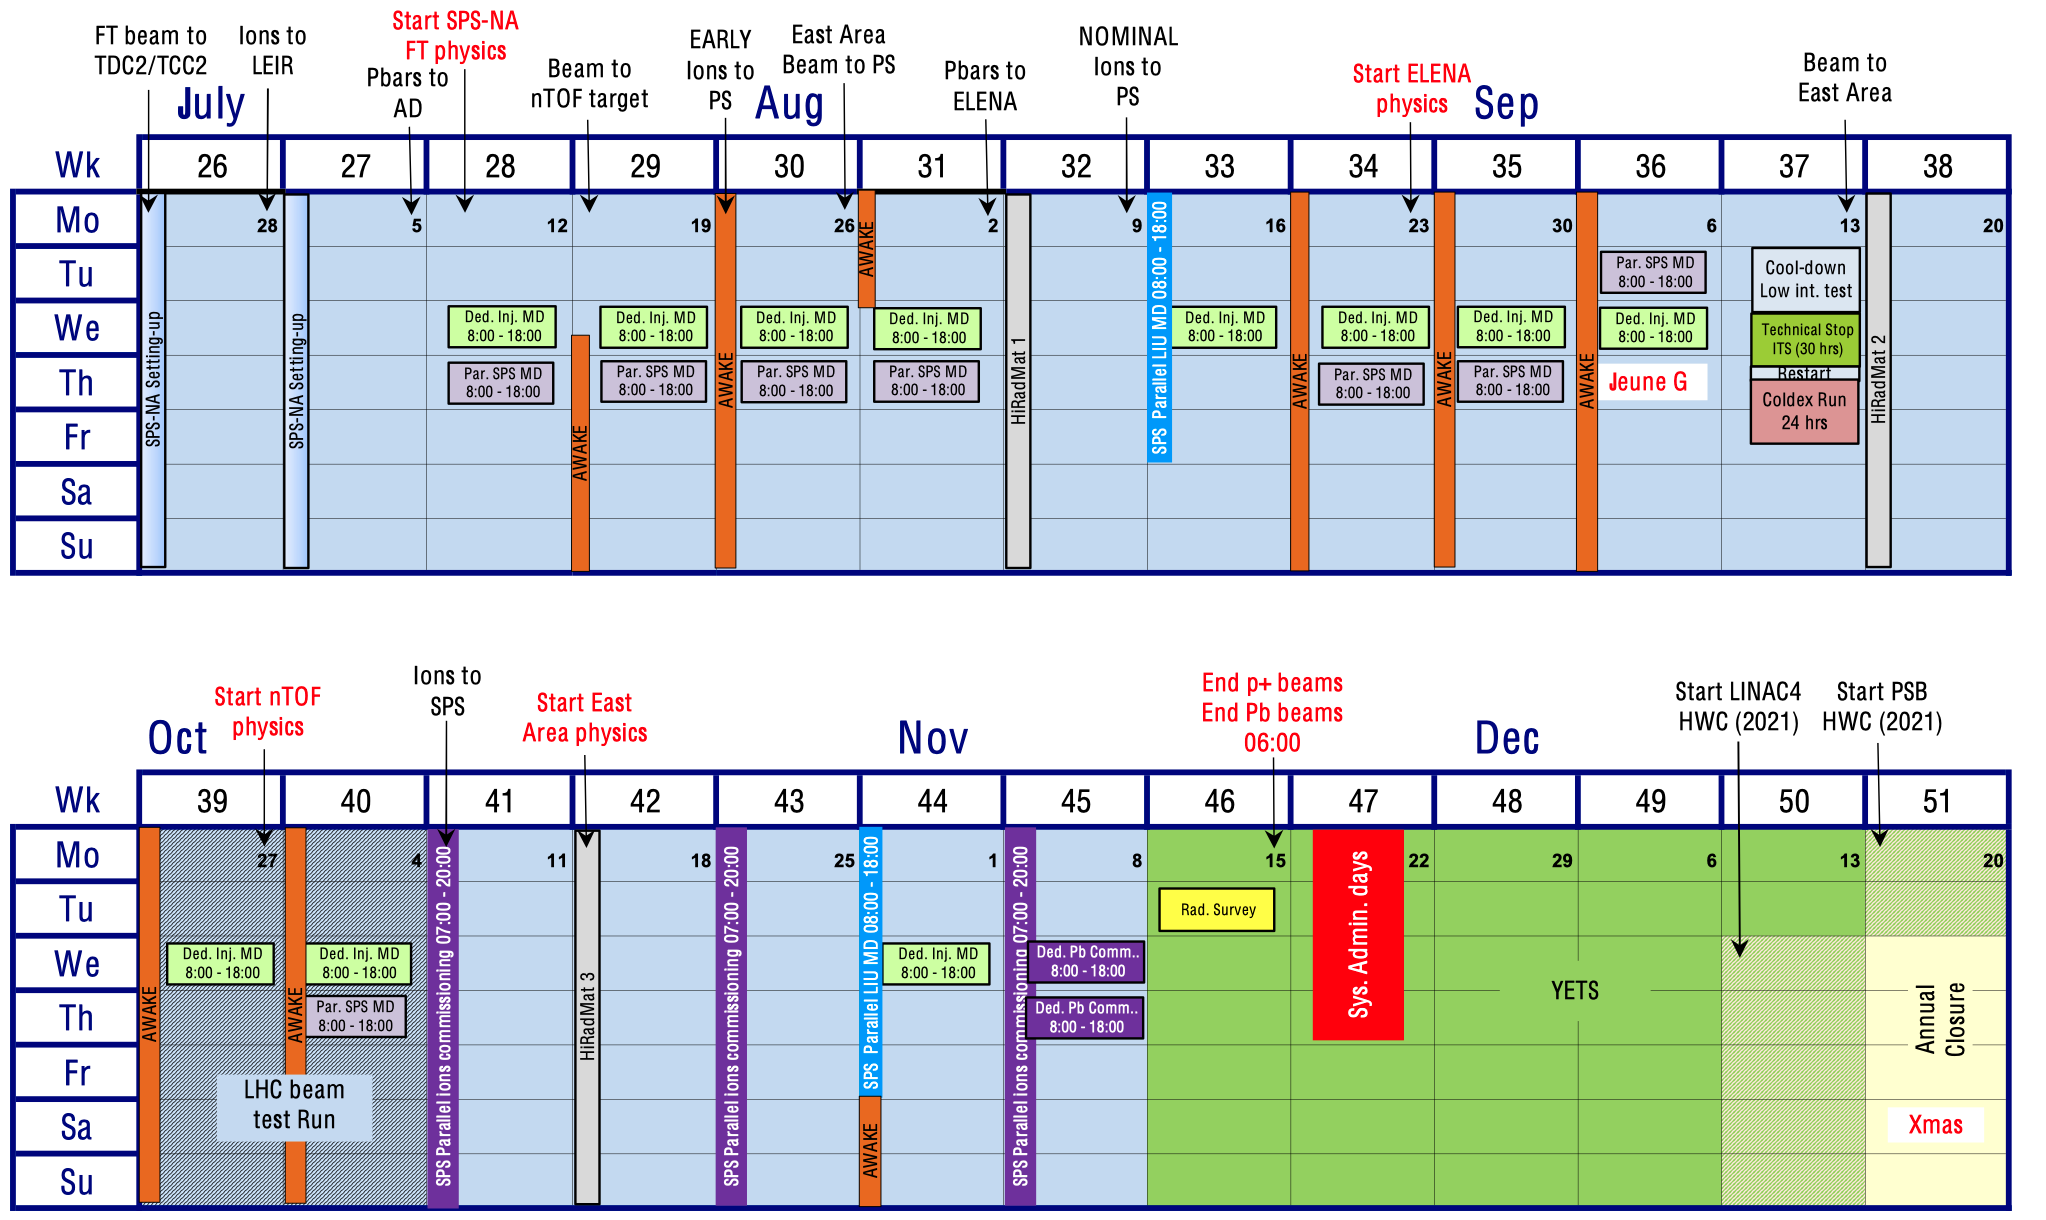 FT beam to
TDC2/TCC2
Ions to
LEIR
Start SPS-NA
FT physics
Pbars to
AD
Beam to
nTOF target
EARLY
Ions to
PS
East Area
Beam to PS
Pbars to
ELENA
NOMINAL
Ions to
PS
Start ELENA
physics
Beam to
East Area
July
Aug
Sep
Wk 26 27 28 29 30 31 32 33 34 35 36 37 38
Mo 28 5 12 19 26 2 9 16 23 30 6 13 20
Tu
We
Th
Fr
Sa
Su
SPS-NA Setting-up
SPS-NA Setting-up
Ded. Inj. MD
8:00 - 18:00
Par. SPS MD
8:00 - 18:00
AWAKE
Ded. Inj. MD
8:00 - 18:00
Par. SPS MD
8:00 - 18:00
AWAKE
Ded. Inj. MD
8:00 - 18:00
Par. SPS MD
8:00 - 18:00
AWAKE
Ded. Inj. MD
8:00 - 18:00
Par. SPS MD
8:00 - 18:00
HiRadMat 1
SPS Parallel LIU MD 08:00 - 18:00
Ded. Inj. MD
8:00 - 18:00
AWAKE
Ded. Inj. MD
8:00 - 18:00
Par. SPS MD
8:00 - 18:00
AWAKE
Ded. Inj. MD
8:00 - 18:00
Par. SPS MD
8:00 - 18:00
AWAKE
Par. SPS MD
8:00 - 18:00
Ded. Inj. MD
8:00 - 18:00
Jeune G
Cool-down
Low int. test
Technical Stop
ITS (30 hrs)
Restart
Coldex Run
24 hrs
HiRadMat 2
Start nTOF
physics
Ions to
SPS
Start East
Area physics
End p+ beams
End Pb beams
06:00
Start LINAC4
HWC (2021)
Start PSB
HWC (2021)
Oct
Nov
Dec
Wk 39 40 41 42 43 44 45 46 47 48 49 50 51
Mo 27 4 11 18 25 1 8 15 22 29 6 13 20
Tu
We
Th
Fr
Sa
Su
AWAKE
Ded. Inj. MD
8:00 - 18:00
AWAKE
Ded. Inj. MD
8:00 - 18:00
Par. SPS MD
8:00 - 18:00
LHC beam
test Run
SPS Parallel ions commissioning 07:00 - 20:00
HiRadMat 3
SPS Parallel ions commissioning 07:00 - 20:00
SPS Parallel LIU MD 08:00 - 18:00
AWAKE
Ded. Inj. MD
8:00 - 18:00
SPS Parallel ions commissioning 07:00 - 20:00
Ded. Pb Comm..
8:00 - 18:00
Ded. Pb Comm..
8:00 - 18:00
Rad. Survey
Sys. Admin. days
YETS
Annual
Closure
Xmas